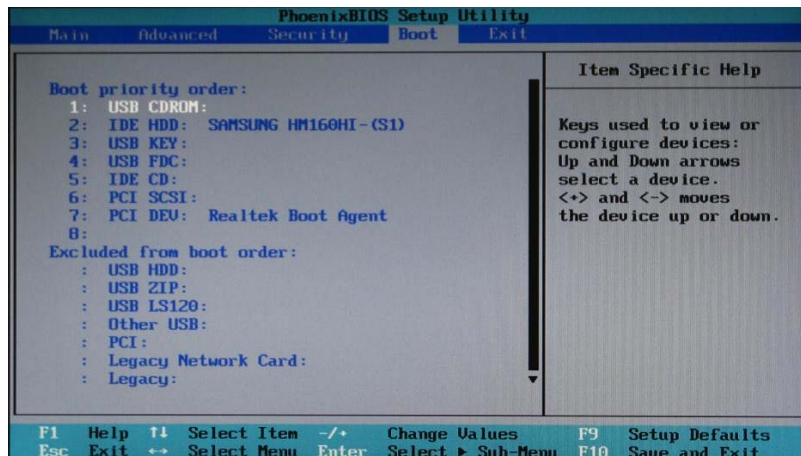 PhoenixBIOS Setup Utility
Main Advanced Security Boot Exit
Item Specific Help
Boot priority order:
1: USB CDROM:
2: IDE HDD: SAMSUNG HM160HI-(S1)
3: USB KEY:
4: USB FDC:
5: IDE CD:
6: PCI SCSI:
7: PCI DEV: Realtek Boot Agent
8:
Excluded from boot order:
: USB HDD:
: USB ZIP:
: USB LS120:
: Other USB:
: PCI:
: Legacy Network Card:
: Legacy:
Keys used to view or
configure devices:
Up and Down arrows
select a device.
<+> and <-> moves
the device up or down.
F1 Help ↑↓ Select Item -/+ Change Values F9 Setup Defaults
Esc Exit ↔ Select Menu Enter Select ▶ Sub-Menu F10 Save and Exit